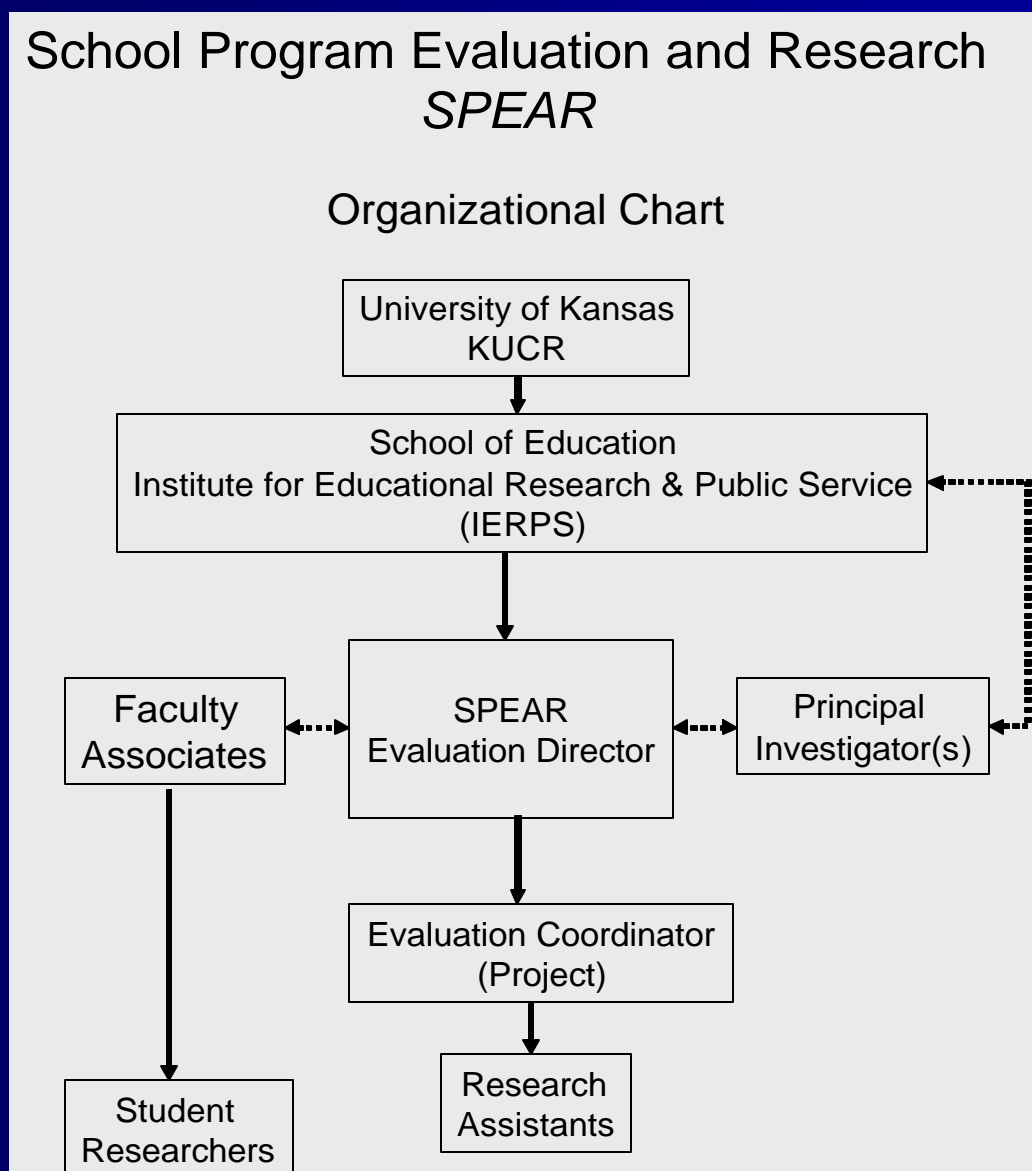 School Program Evaluation and Research
SPEAR
Organizational Chart
University of Kansas
KUCR
School of Education
Institute for Educational Research & Public Service
(IERPS)
Faculty
Associates
SPEAR
Evaluation Director
Principal
Investigator(s)
Evaluation Coordinator
(Project)
Research
Assistants
Student
Researchers